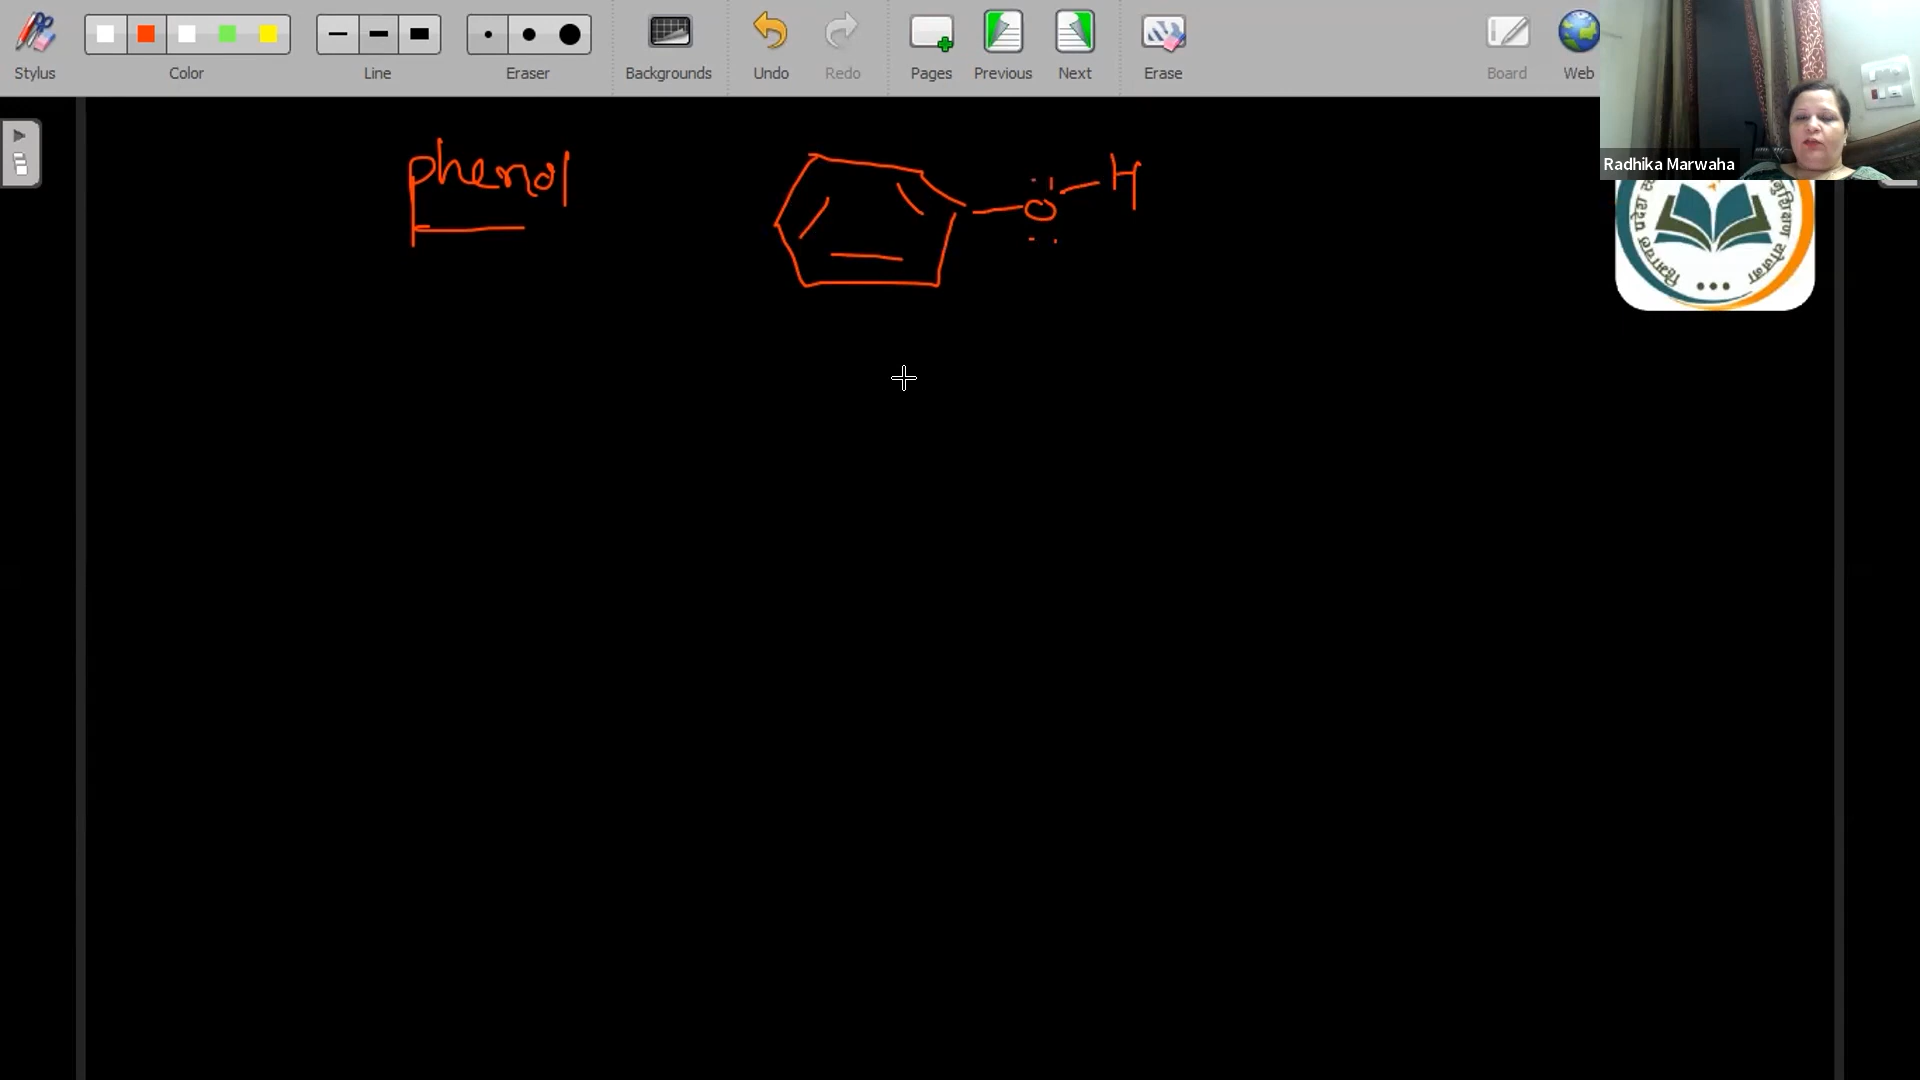 Stylus
Color
Line
Eraser
Backgrounds
Undo
Redo
Pages
Previous
Next
Erase
Board
Web
Radhika Marwaha
phenol
O H